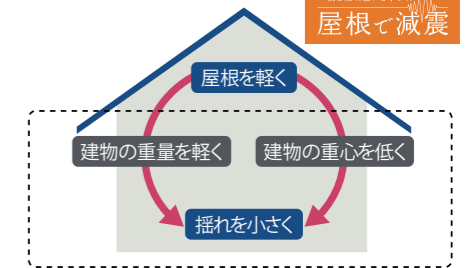 屋根で減震
屋根を軽く
建物の重量を軽く
建物の重心を低く
揺れを小さく